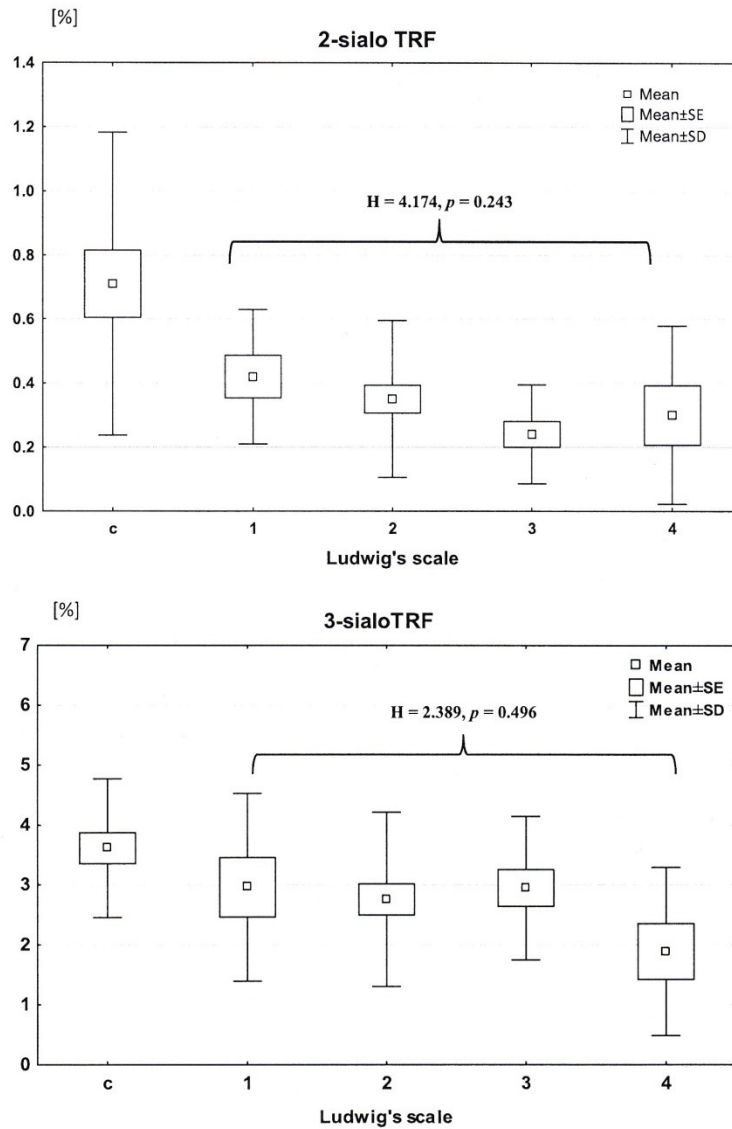 [%]
2-sialo TRF
1.4
1.2
1.0
0.8
0.6
0.4
0.2
0.0
Mean
Mean±SE
Mean±SD
H = 4.174, p = 0.243
c 1 2 3 4
Ludwig's scale
[%]
3-sialoTRF
7
6
5
4
3
2
1
0
Mean
Mean±SE
Mean±SD
H = 2.389, p = 0.496
c 1 2 3 4
Ludwig's scale